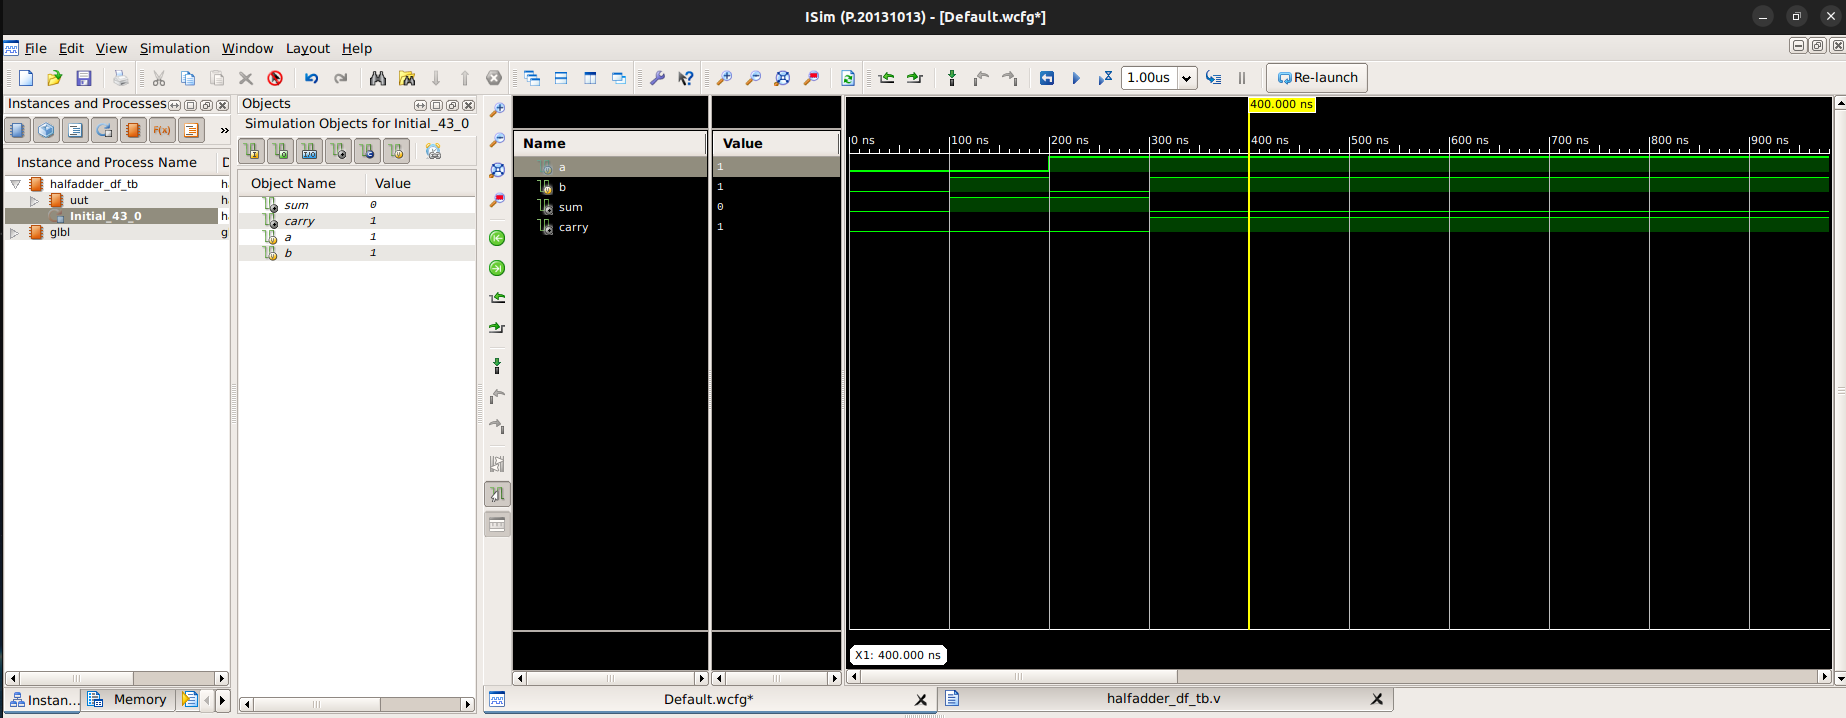 ISim (P.20131013) - [Default.wcfg*]
File Edit View Simulation Window Layout Help
1.00us Re-launch
Instances and Processes
Instance and Process Name D
halfadder_df_tb h
uut h
Initial_43_0 h
glbl g
Instan... Memory
Objects
Simulation Objects for Initial_43_0
Object Name Value
sum 0
carry 1
a 1
b 1
Name Value
a 1
b 1
sum 0
carry 1
400.000 ns
0 ns 100 ns 200 ns 300 ns 400 ns 500 ns 600 ns 700 ns 800 ns 900 ns
X1: 400.000 ns
Default.wcfg* halfadder_df_tb.v